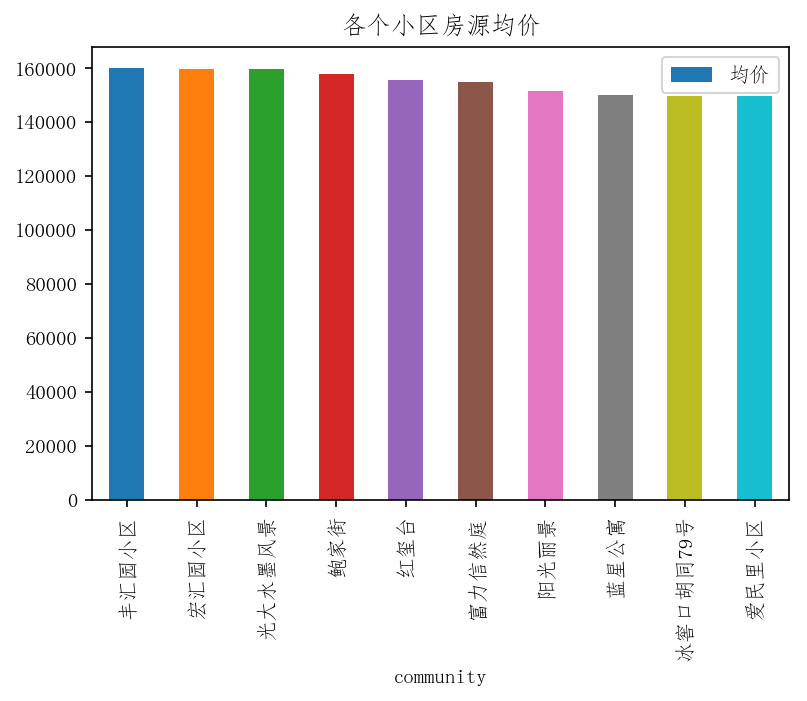 各个小区房源均价
均价
160000
140000
120000
100000
80000
60000
40000
20000
0
丰汇园小区
宏汇园小区
光大水墨风景
鲍家街
红玺台
富力信然庭
阳光丽景
蓝星公寓
冰窖口胡同79号
爱民里小区
community